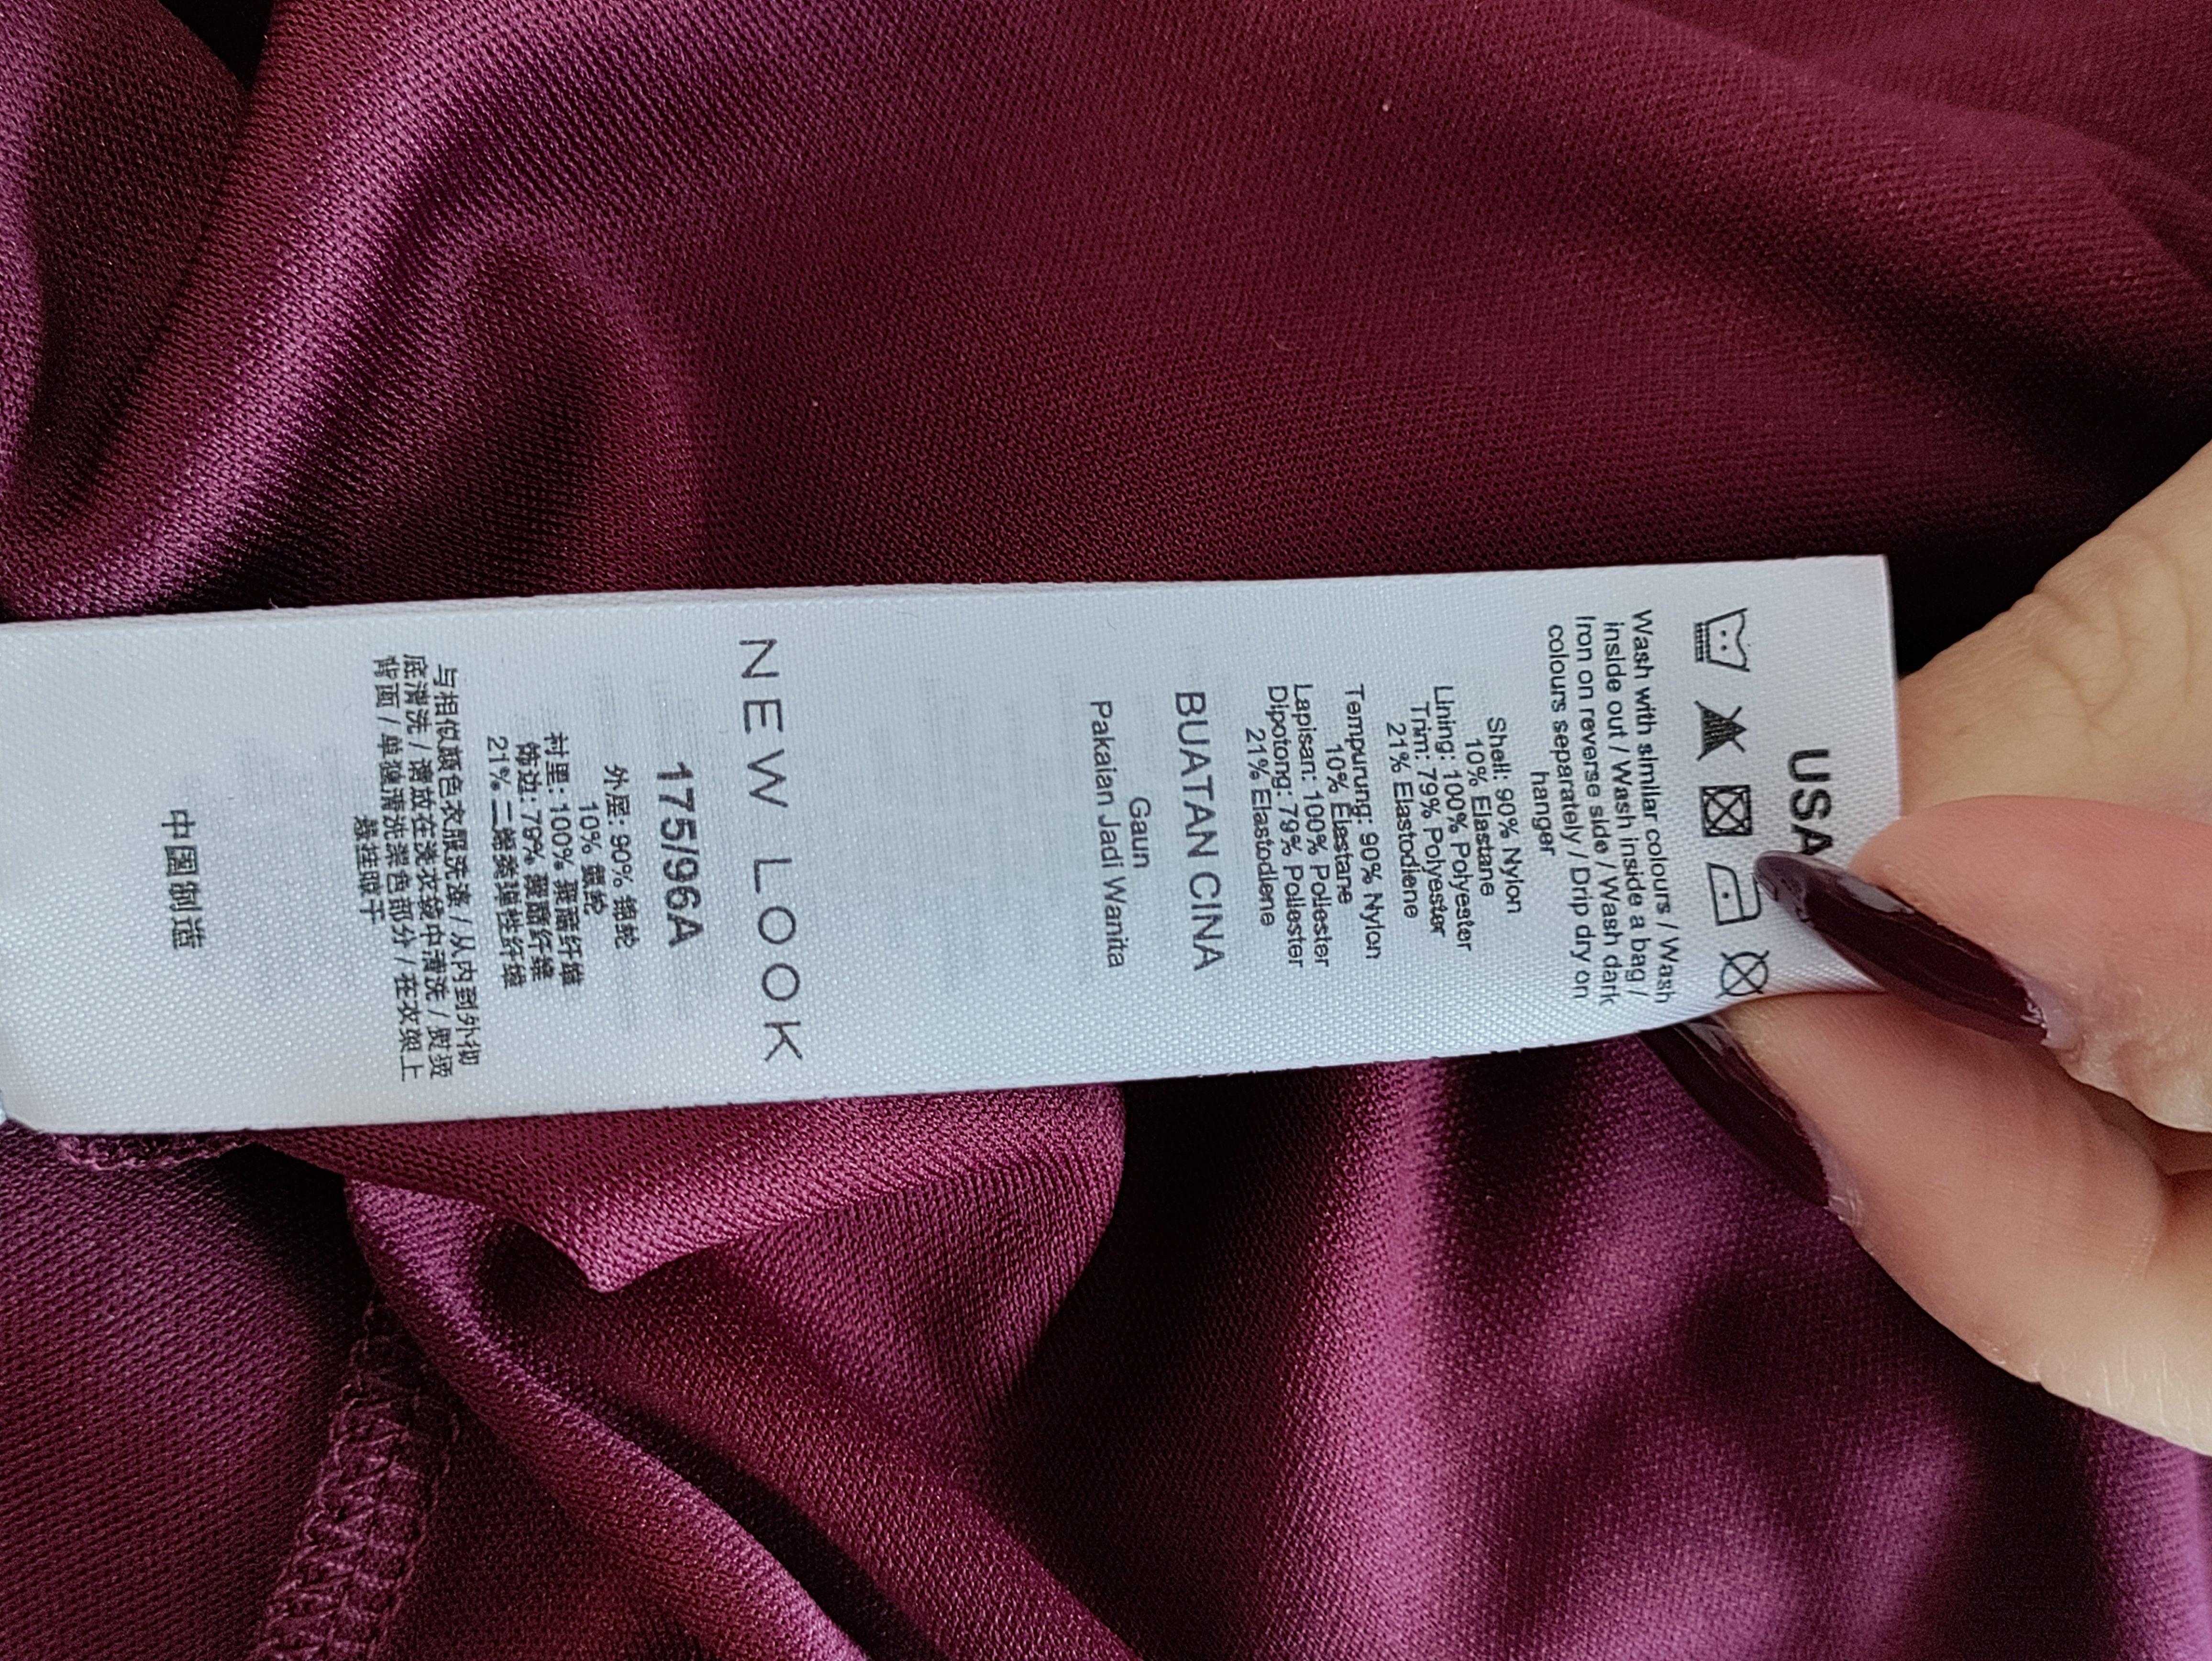 USA
Wash with similar colours / Wash
inside out / Wash inside a bag /
Iron on reverse side / Wash dark
colours separately / Drip dry on
hanger
Shell: 90% Nylon
10% Elastane
Lining: 100% Polyester
Trim: 79% Polyester
21% Elastodiene
Tempurung: 90% Nylon
10% Elastane
Lapisan: 100% Poliester
Dipotong: 79% Poliester
21% Elastodiene
BUATAN CINA
Gaun
Pakaian Jadi Wanita
NEW LOOK
175/96A
外层: 90% 锦纶
10% 氨纶
衬里: 100% 聚酯纤维
饰边: 79% 聚酯纤维
21% 二烯类弹性纤维
与相似颜色衣服洗涤 / 从内到外彻
底清洗 / 请放在洗衣袋中清洗 / 熨烫
背面 / 单独清洗深色部分 / 在衣架上
悬挂晾干
中国制造